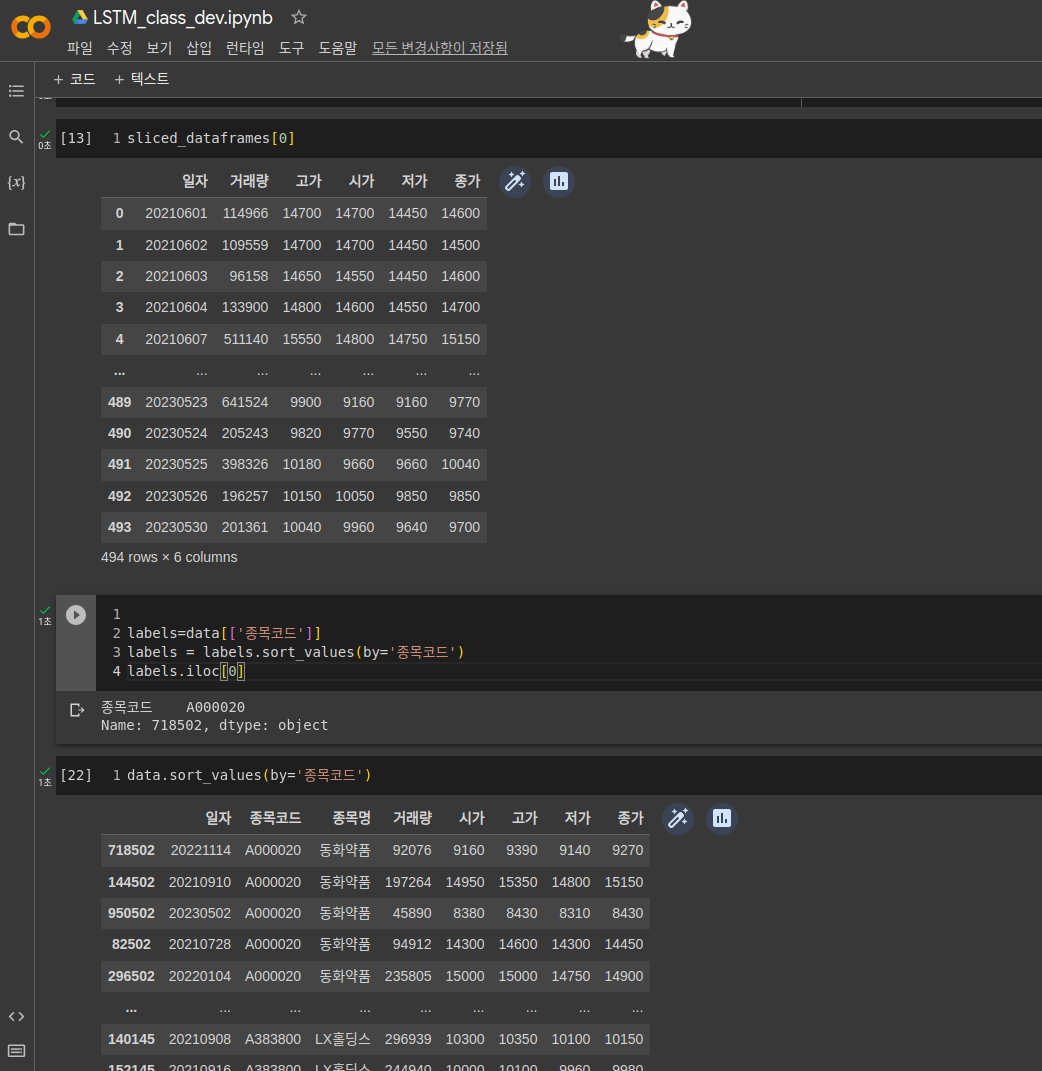 LSTM_class_dev.ipynb
파일 수정 보기 삽입 런타임 도구 도움말 모든 변경사항이 저장됨
+ 코드 + 텍스트
[13] 1 sliced_dataframes[0]
0초
일자 거래량 고가 시가 저가 종가
0 20210601 114966 14700 14700 14450 14600
1 20210602 109559 14700 14700 14450 14500
2 20210603 96158 14650 14550 14450 14600
3 20210604 133900 14800 14600 14550 14700
4 20210607 511140 15550 14800 14750 15150
... ... ... ... ... ... ...
489 20230523 641524 9900 9160 9160 9770
490 20230524 205243 9820 9770 9550 9740
491 20230525 398326 10180 9660 9660 10040
492 20230526 196257 10150 10050 9850 9850
493 20230530 201361 10040 9960 9640 9700
494 rows × 6 columns
1
1초
2 labels=data[['종목코드']]
3 labels = labels.sort_values(by='종목코드')
4 labels.iloc[0]
종목코드 A000020
Name: 718502, dtype: object
[22] 1 data.sort_values(by='종목코드')
1초
일자 종목코드 종목명 거래량 시가 고가 저가 종가
718502 20221114 A000020 동화약품 92076 9160 9390 9140 9270
144502 20210910 A000020 동화약품 197264 14950 15350 14800 15150
950502 20230502 A000020 동화약품 45890 8380 8430 8310 8430
82502 20210728 A000020 동화약품 94912 14300 14600 14300 14450
296502 20220104 A000020 동화약품 235805 15000 15000 14750 14900
... ... ... ... ... ... ... ... ...
140145 20210908 A383800 LX홀딩스 296939 10300 10350 10100 10150
152145 20210916 A383800 LX홀딩스 244940 10000 10100 9960 9980